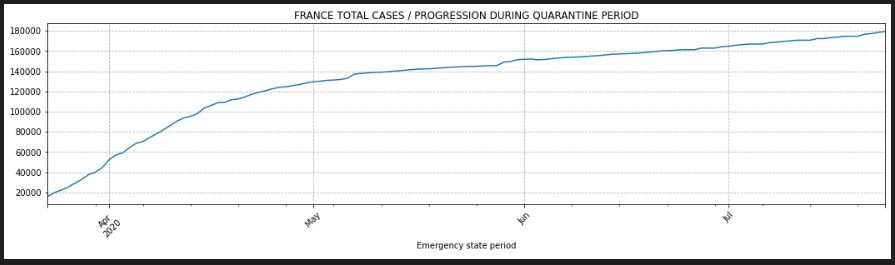 FRANCE TOTAL CASES / PROGRESSION DURING QUARANTINE PERIOD
180000
160000
140000
120000
100000
80000
60000
40000
20000
Apr
2020
May
Jun
Jul
Emergency state period